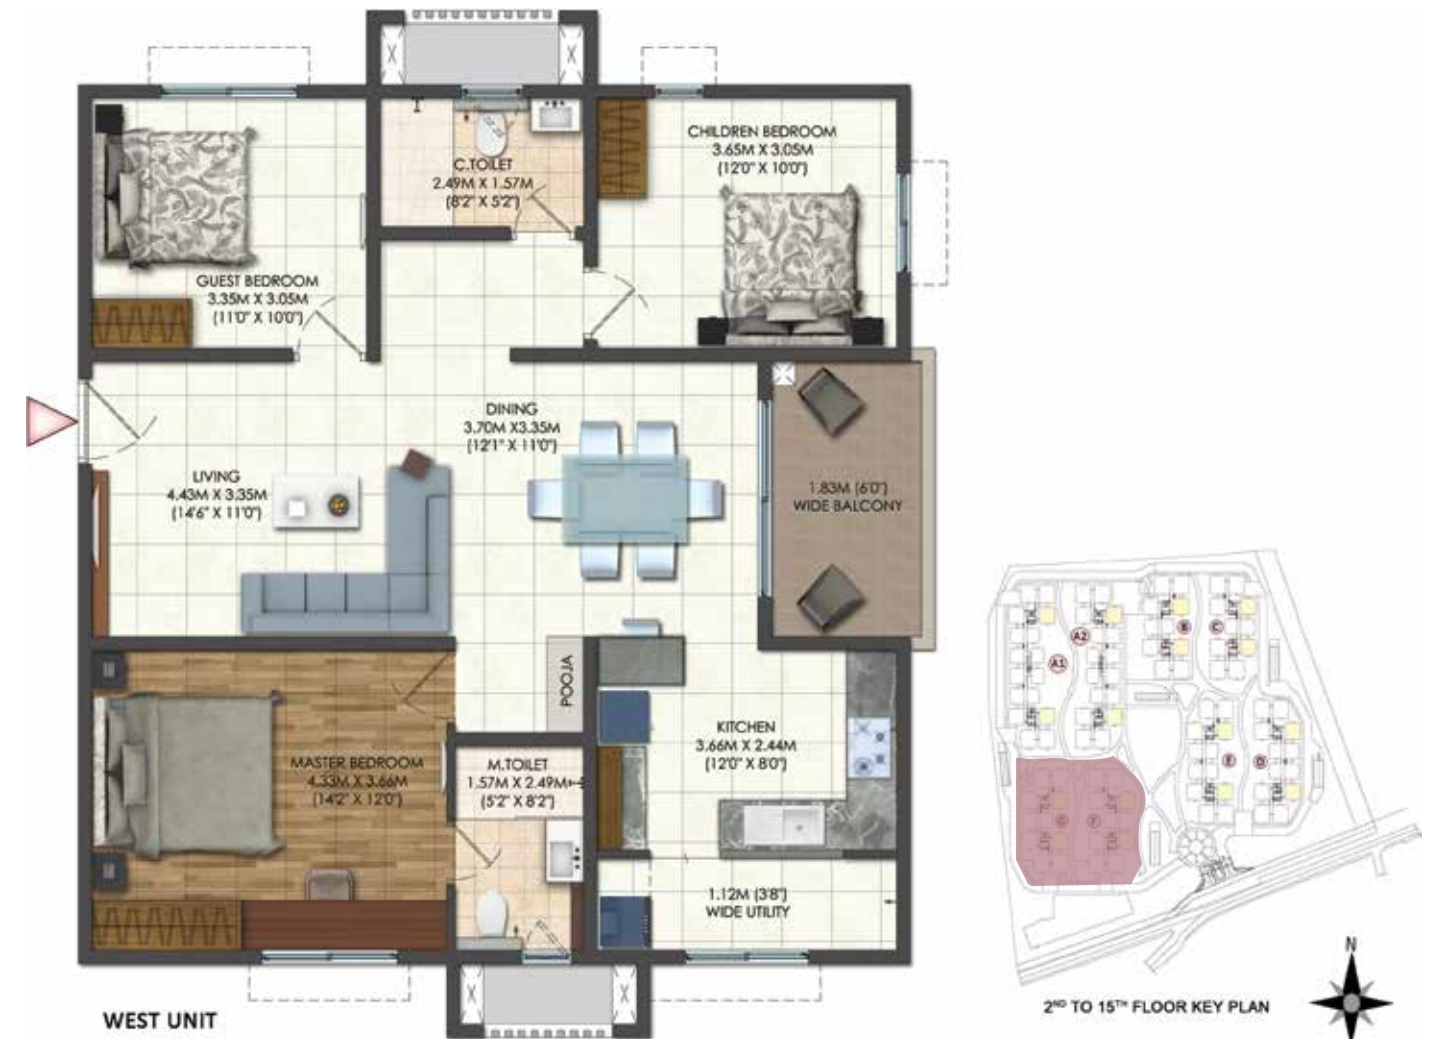 C.TOILET
2.49M X 1.57M
(8'2" X 5'2")
CHILDREN BEDROOM
3.65M X 3.05M
(12'0" X 10'0")
GUEST BEDROOM
3.35M X 3.05M
(11'0" X 10'0")
DINING
3.70M X3.35M
(12'1" X 11'0")
LIVING
4.43M X 3.35M
(14'6" X 11'0")
1.83M (6'0")
WIDE BALCONY
POOJA
KITCHEN
3.66M X 2.44M
(12'0" X 8'0")
MASTER BEDROOM
4.33M X 3.66M
(14'2" X 12'0")
M.TOILET
1.57M X 2.49M
(5'2" X 8'2")
1.12M (3'8")
WIDE UTILITY
WEST UNIT
A2
B
C
A1
E
D
G
F
N
2ND TO 15TH FLOOR KEY PLAN